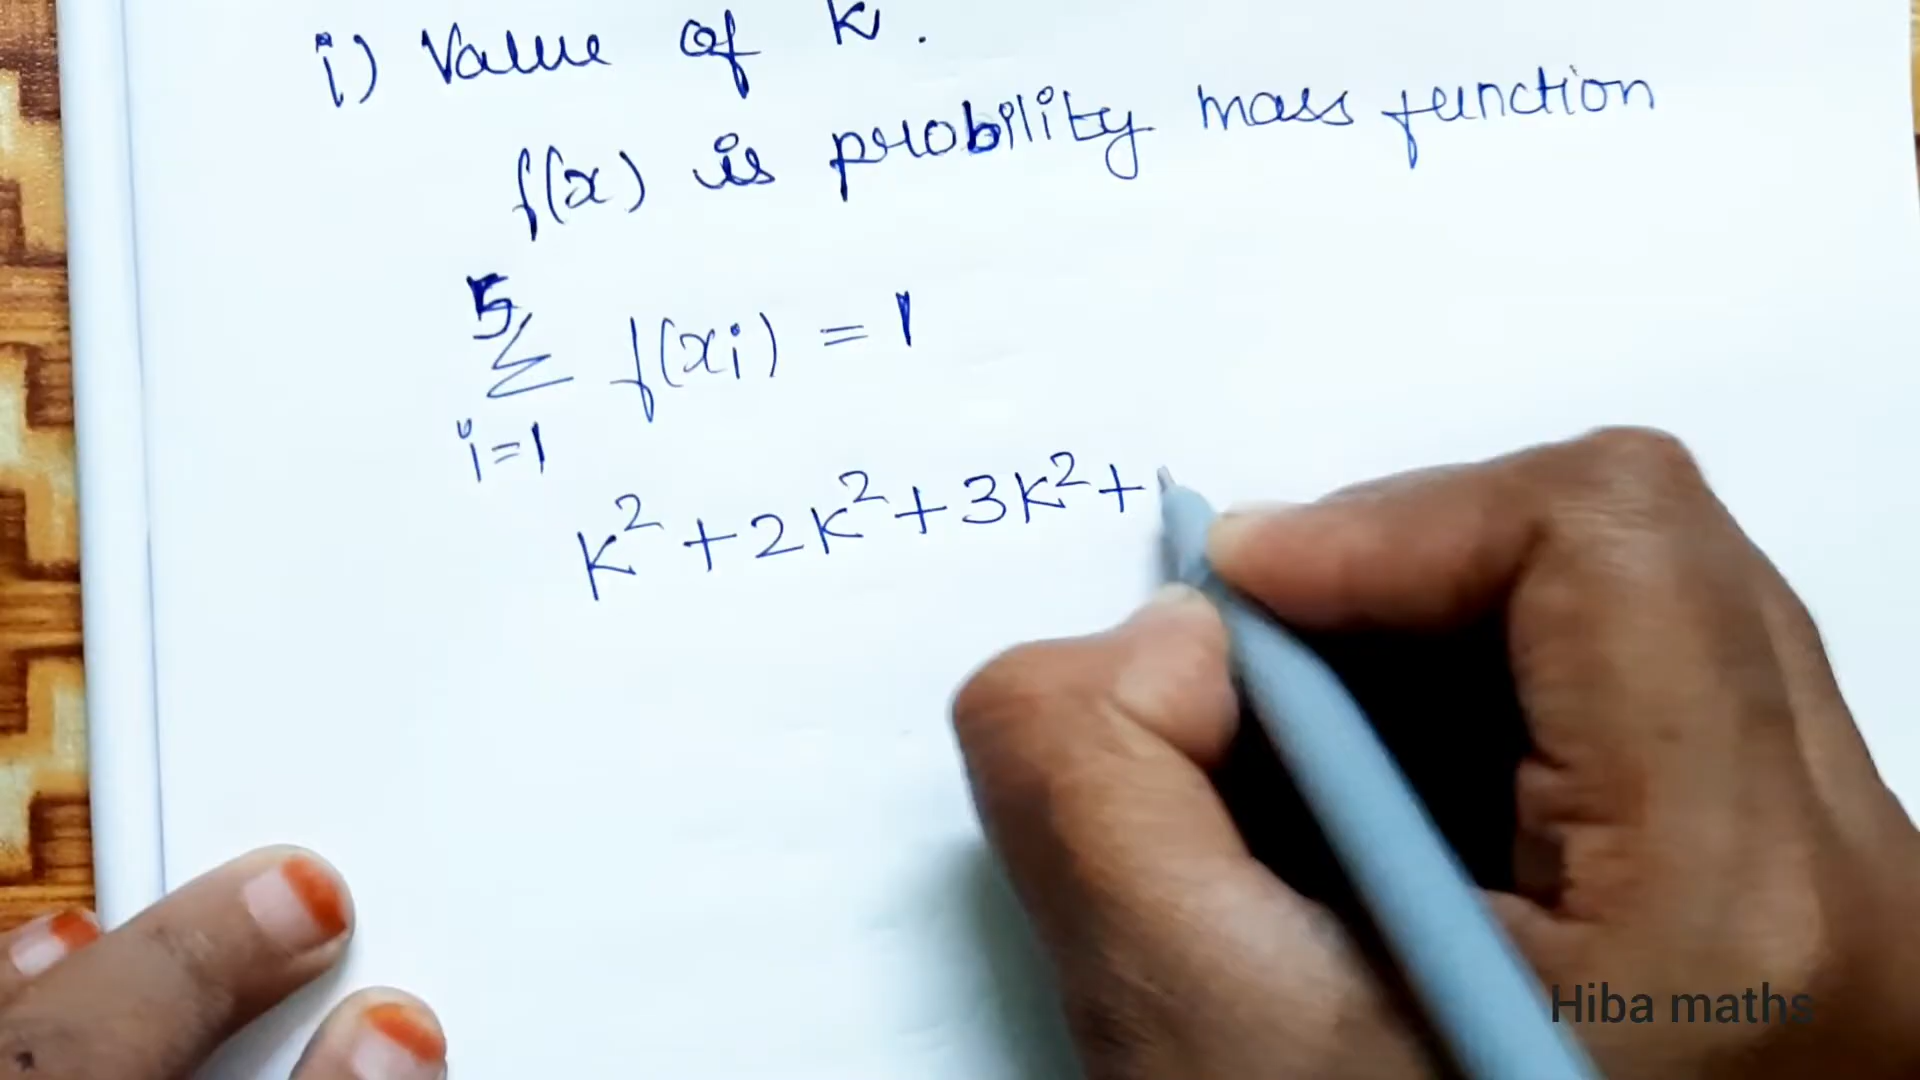 i) Value of k.
f(x) is probility mass function
5
Σ f(xi) = 1
i=1
k² + 2k² + 3k² +
Hiba maths